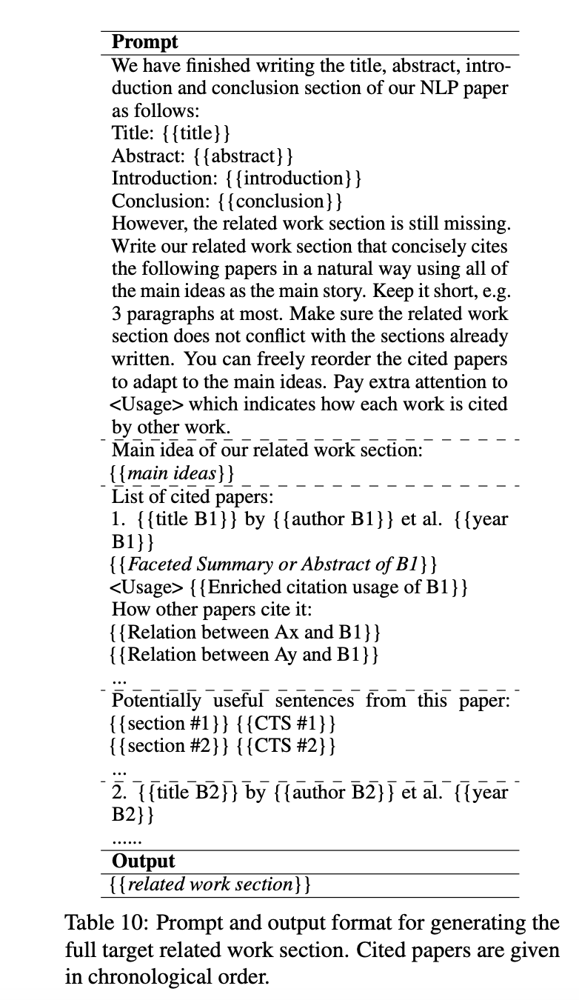 Prompt
We have finished writing the title, abstract, intro-
duction and conclusion section of our NLP paper
as follows:
Title: {{title}}
Abstract: {{abstract}}
Introduction: {{introduction}}
Conclusion: {{conclusion}}
However, the related work section is still missing.
Write our related work section that concisely cites
the following papers in a natural way using all of
the main ideas as the main story. Keep it short, e.g.
3 paragraphs at most. Make sure the related work
section does not conflict with the sections already
written. You can freely reorder the cited papers
to adapt to the main ideas. Pay extra attention to
<Usage> which indicates how each work is cited
by other work.
Main idea of our related work section:
{{main ideas}}
List of cited papers:
1. {{title B1}} by {{author B1}} et al. {{year
B1}}
{{Faceted Summary or Abstract of B1}}
<Usage> {{Enriched citation usage of B1}}
How other papers cite it:
{{Relation between Ax and B1}}
{{Relation between Ay and B1}}
...
Potentially useful sentences from this paper:
{{section #1}} {{CTS #1}}
{{section #2}} {{CTS #2}}
...
2. {{title B2}} by {{author B2}} et al. {{year
B2}}
......
Output
{{related work section}}
Table 10: Prompt and output format for generating the
full target related work section. Cited papers are given
in chronological order.